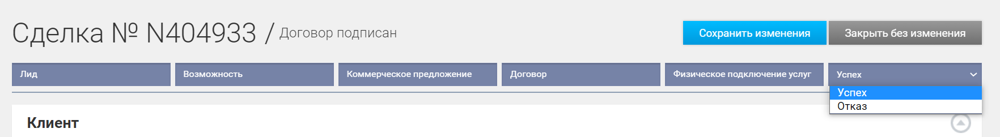 Сделка № N404933 / Договор подписан
Сохранить изменения
Закрыть без изменения
Лид
Возможность
Коммерческое предложение
Договор
Физическое подключение услуг
Успех
Успех
Отказ
Клиент